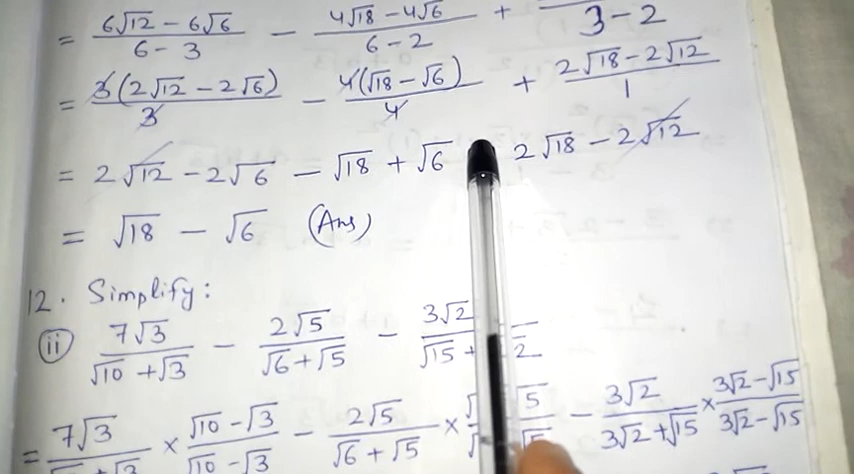 = (6√12 - 6√6)/(6 - 3) - (4√18 - 4√6)/(6 - 2) + /(3 - 2)
= 3(2√12 - 2√6)/3 - 4(√18 - √6)/4 + (2√18 - 2√12)/1
= 2√12 - 2√6 - √18 + √6 2√18 - 2√12
= √18 - √6 (Ans)
12. Simplify:
(ii) 7√3/(√10 + √3) - 2√5/(√6 + √5) - 3√2/(√15 + 2)
= 7√3/ × (√10 - √3)/(√10 - √3) - 2√5/(√6 + √5) × √5 - 3√2/(3√2 + √15) × (3√2 - √15)/(3√2 - √15)